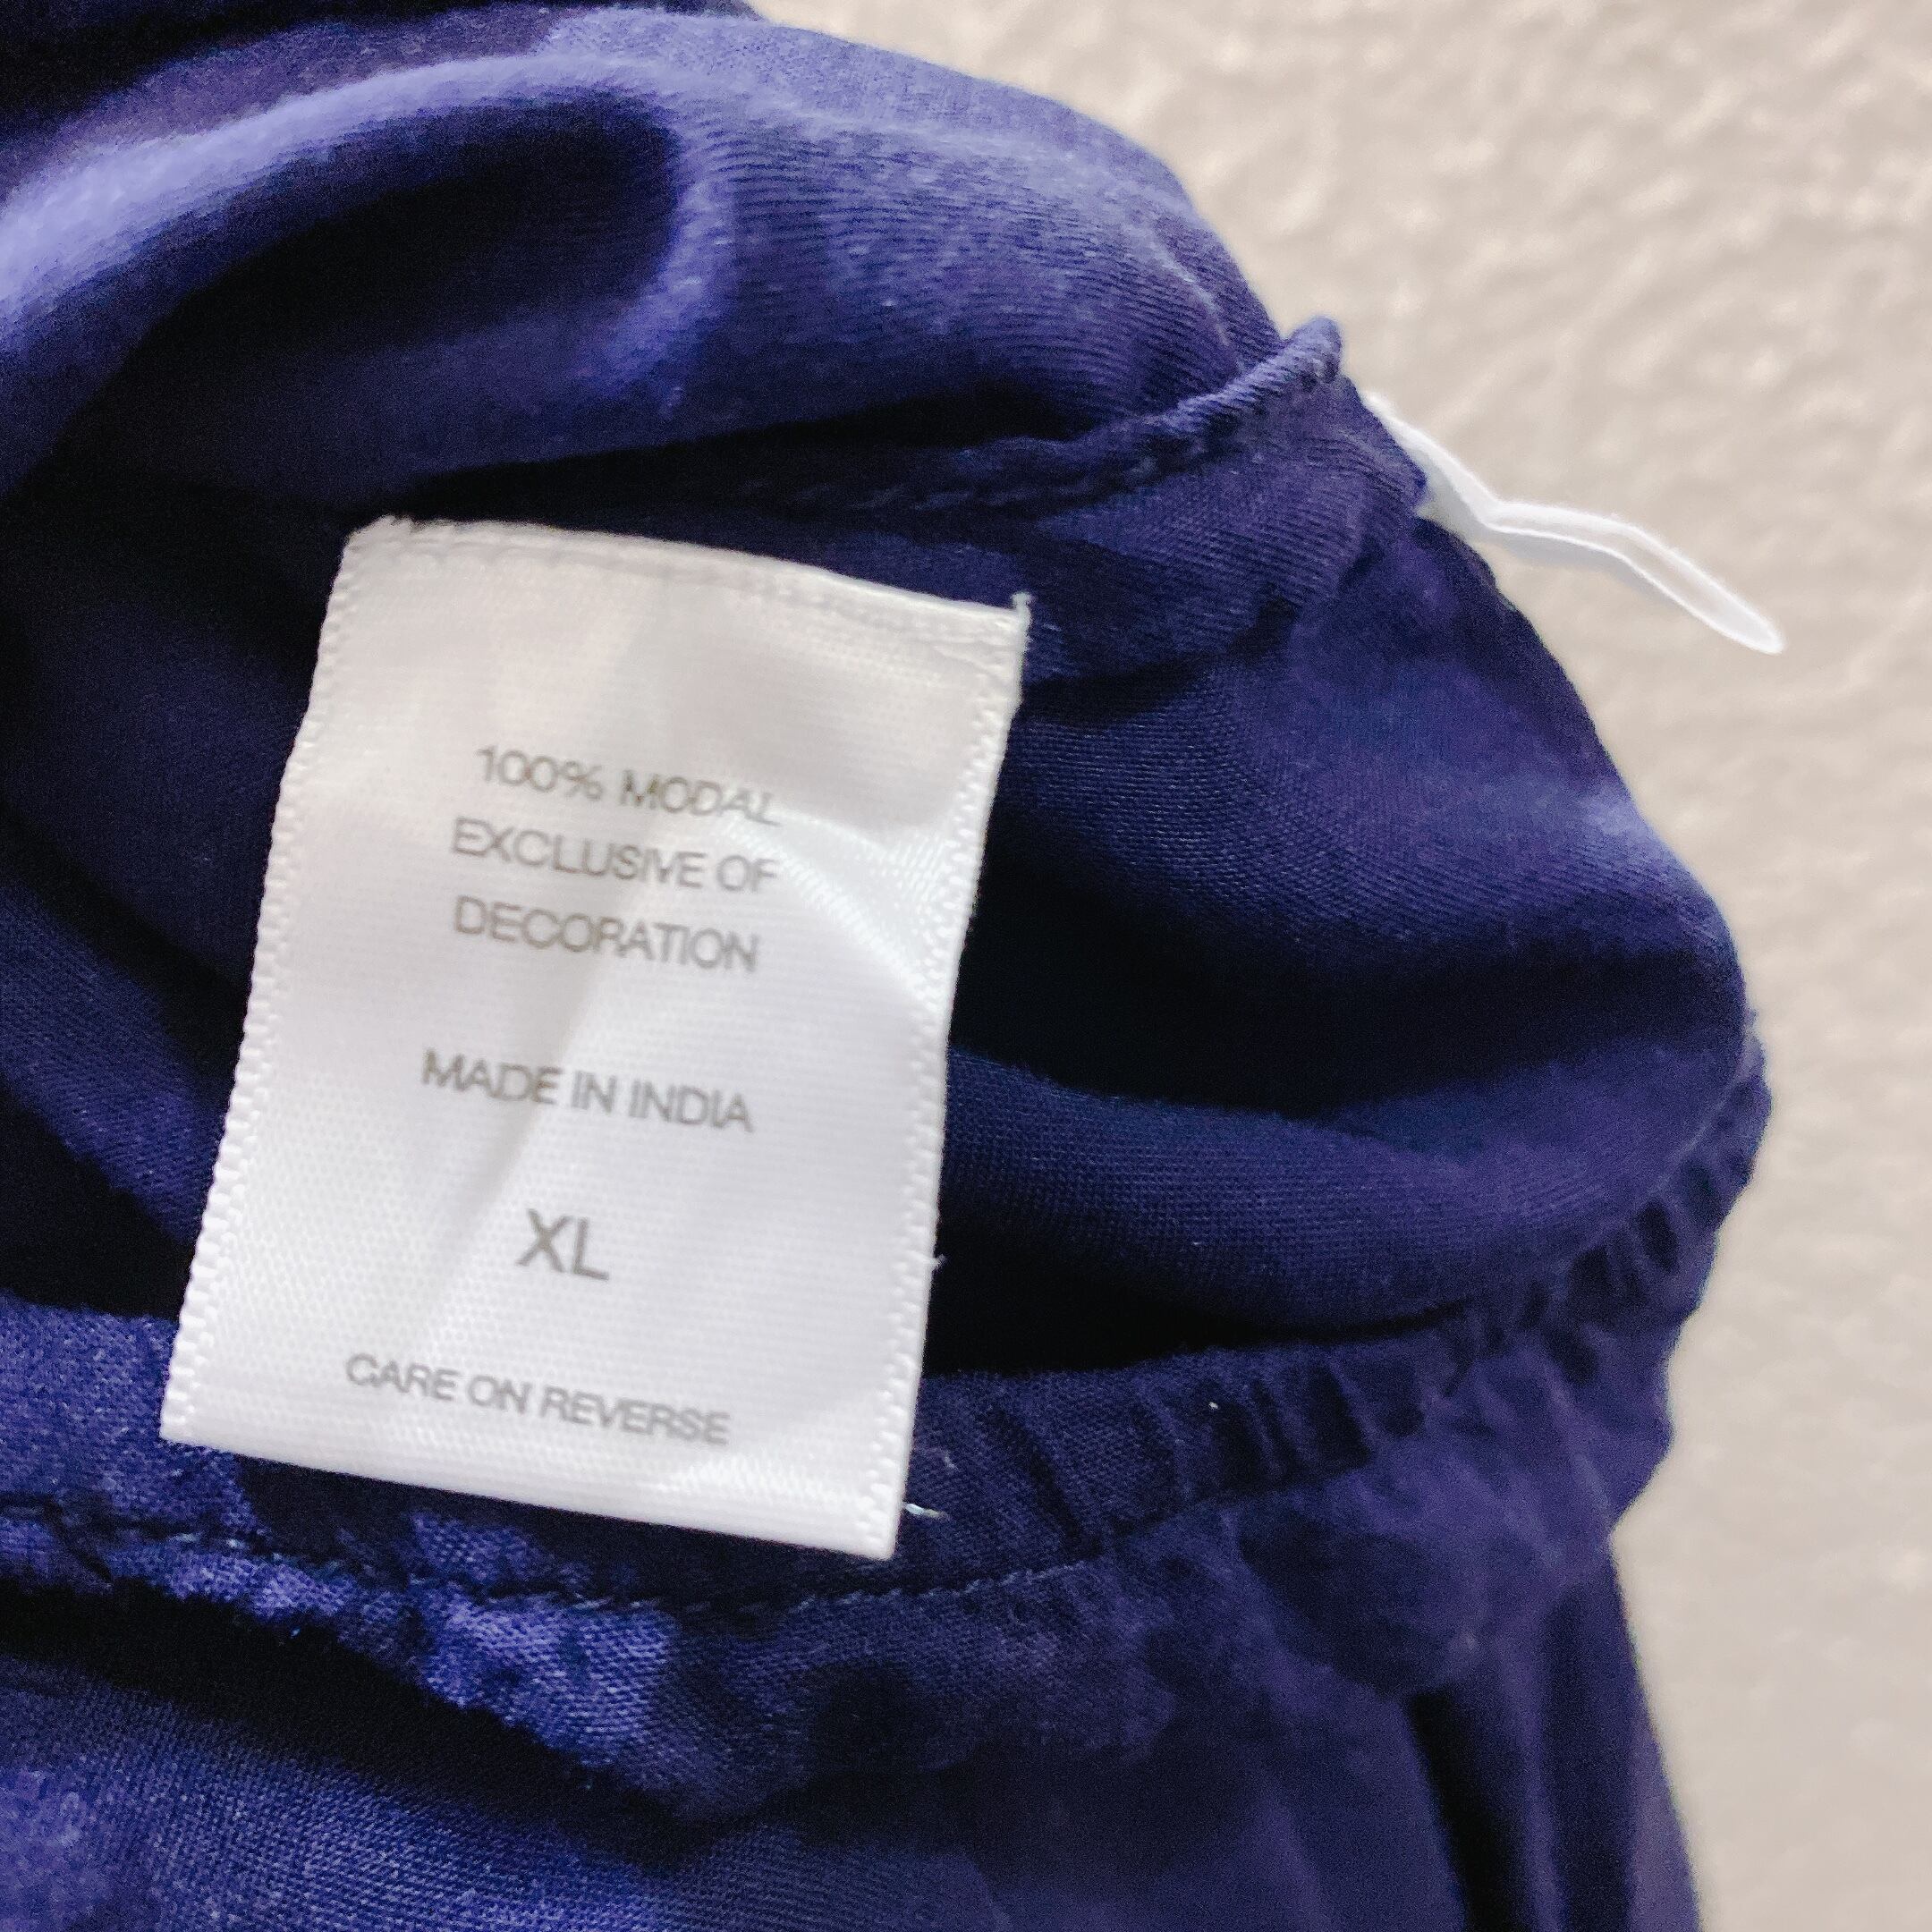 100% MODAL
EXCLUSIVE OF
DECORATION
MADE IN INDIA
XL
CARE ON REVERSE